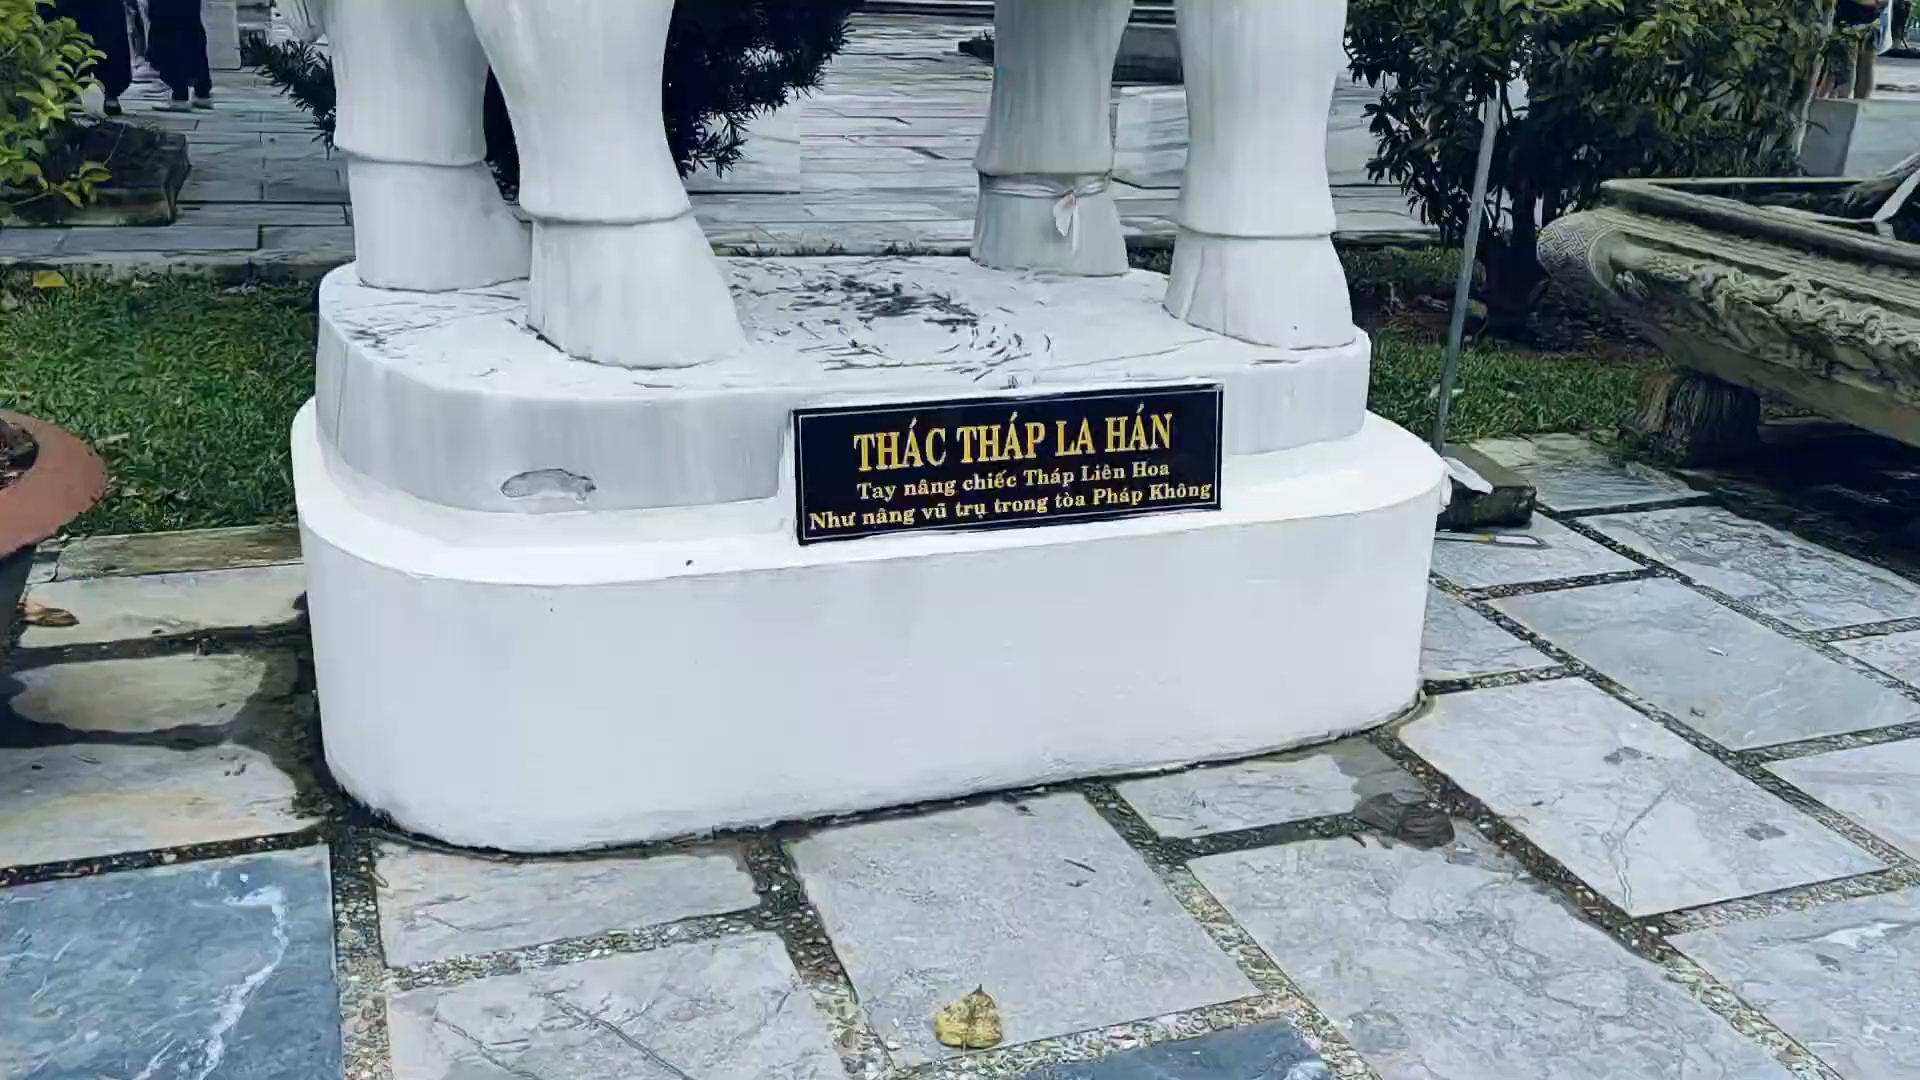 THÁC THÁP LA HÁN
Tay nâng chiếc Tháp Liên Hoa
Như nâng vũ trụ trong tòa Pháp Không